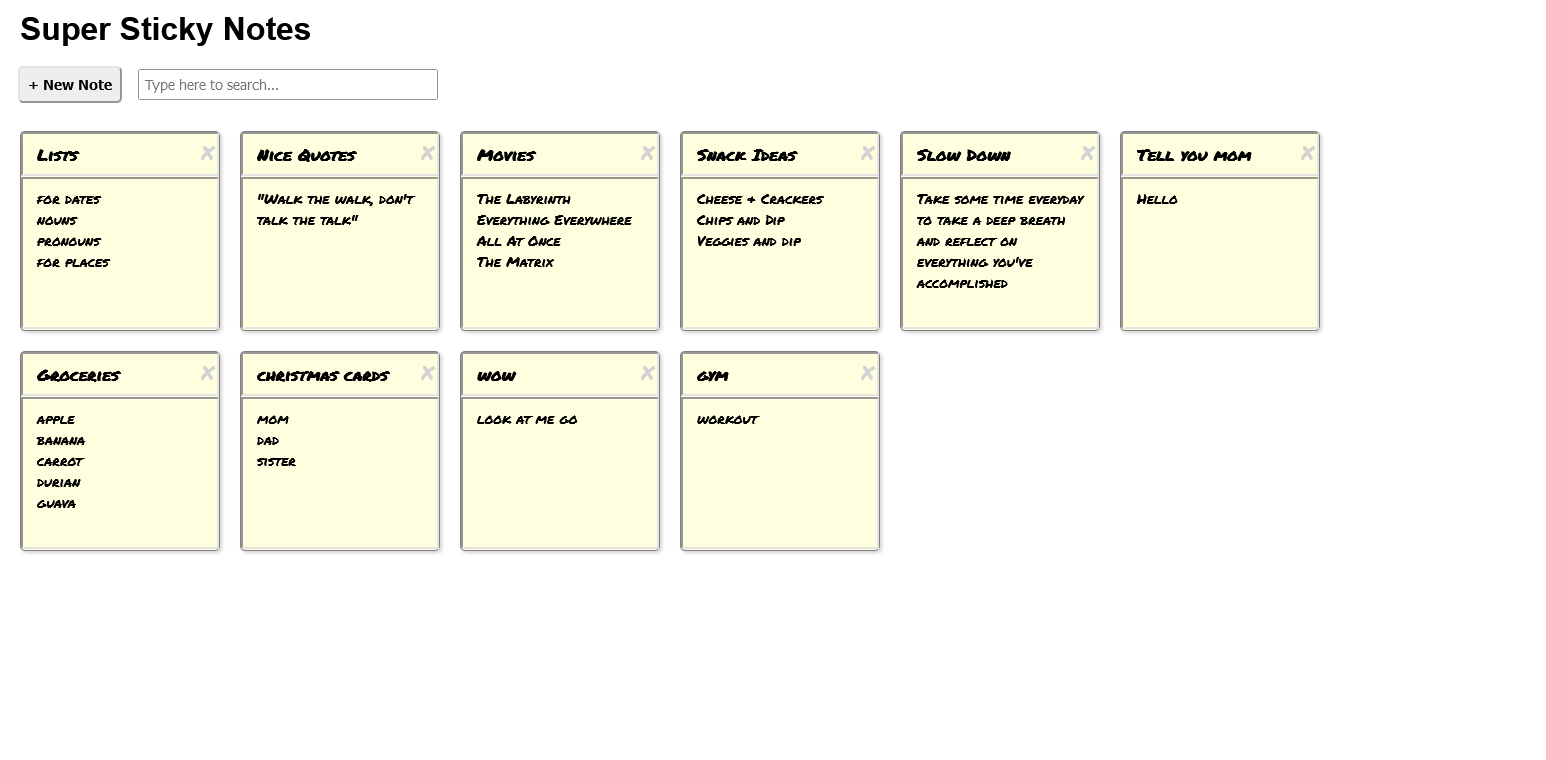 Super Sticky Notes
+ New Note
Type here to search...
Lists
for dates
nouns
pronouns
for places
Nice Quotes
"Walk the walk, don't
talk the talk"
Movies
The Labyrinth
Everything Everywhere
All At Once
The Matrix
Snack Ideas
Cheese + Crackers
Chips and Dip
Veggies and dip
Slow Down
Take some time everyday
to take a deep breath
and reflect on
everything you've
accomplished
Tell you mom
Hello
Groceries
apple
banana
carrot
durian
guava
christmas cards
mom
dad
sister
wow
look at me go
gym
workout